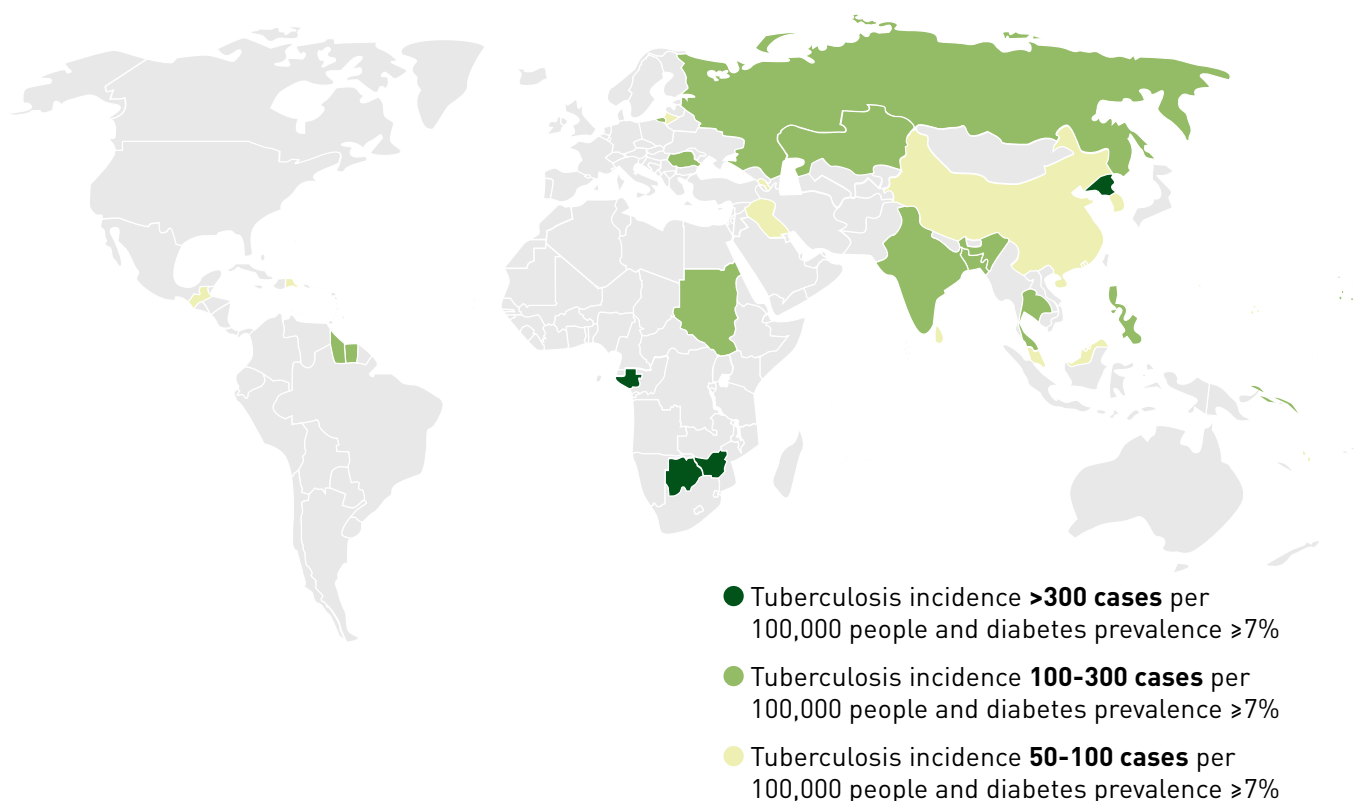 Tuberculosis incidence >300 cases per
100,000 people and diabetes prevalence ⩾7%
Tuberculosis incidence 100-300 cases per
100,000 people and diabetes prevalence ⩾7%
Tuberculosis incidence 50-100 cases per
100,000 people and diabetes prevalence ⩾7%